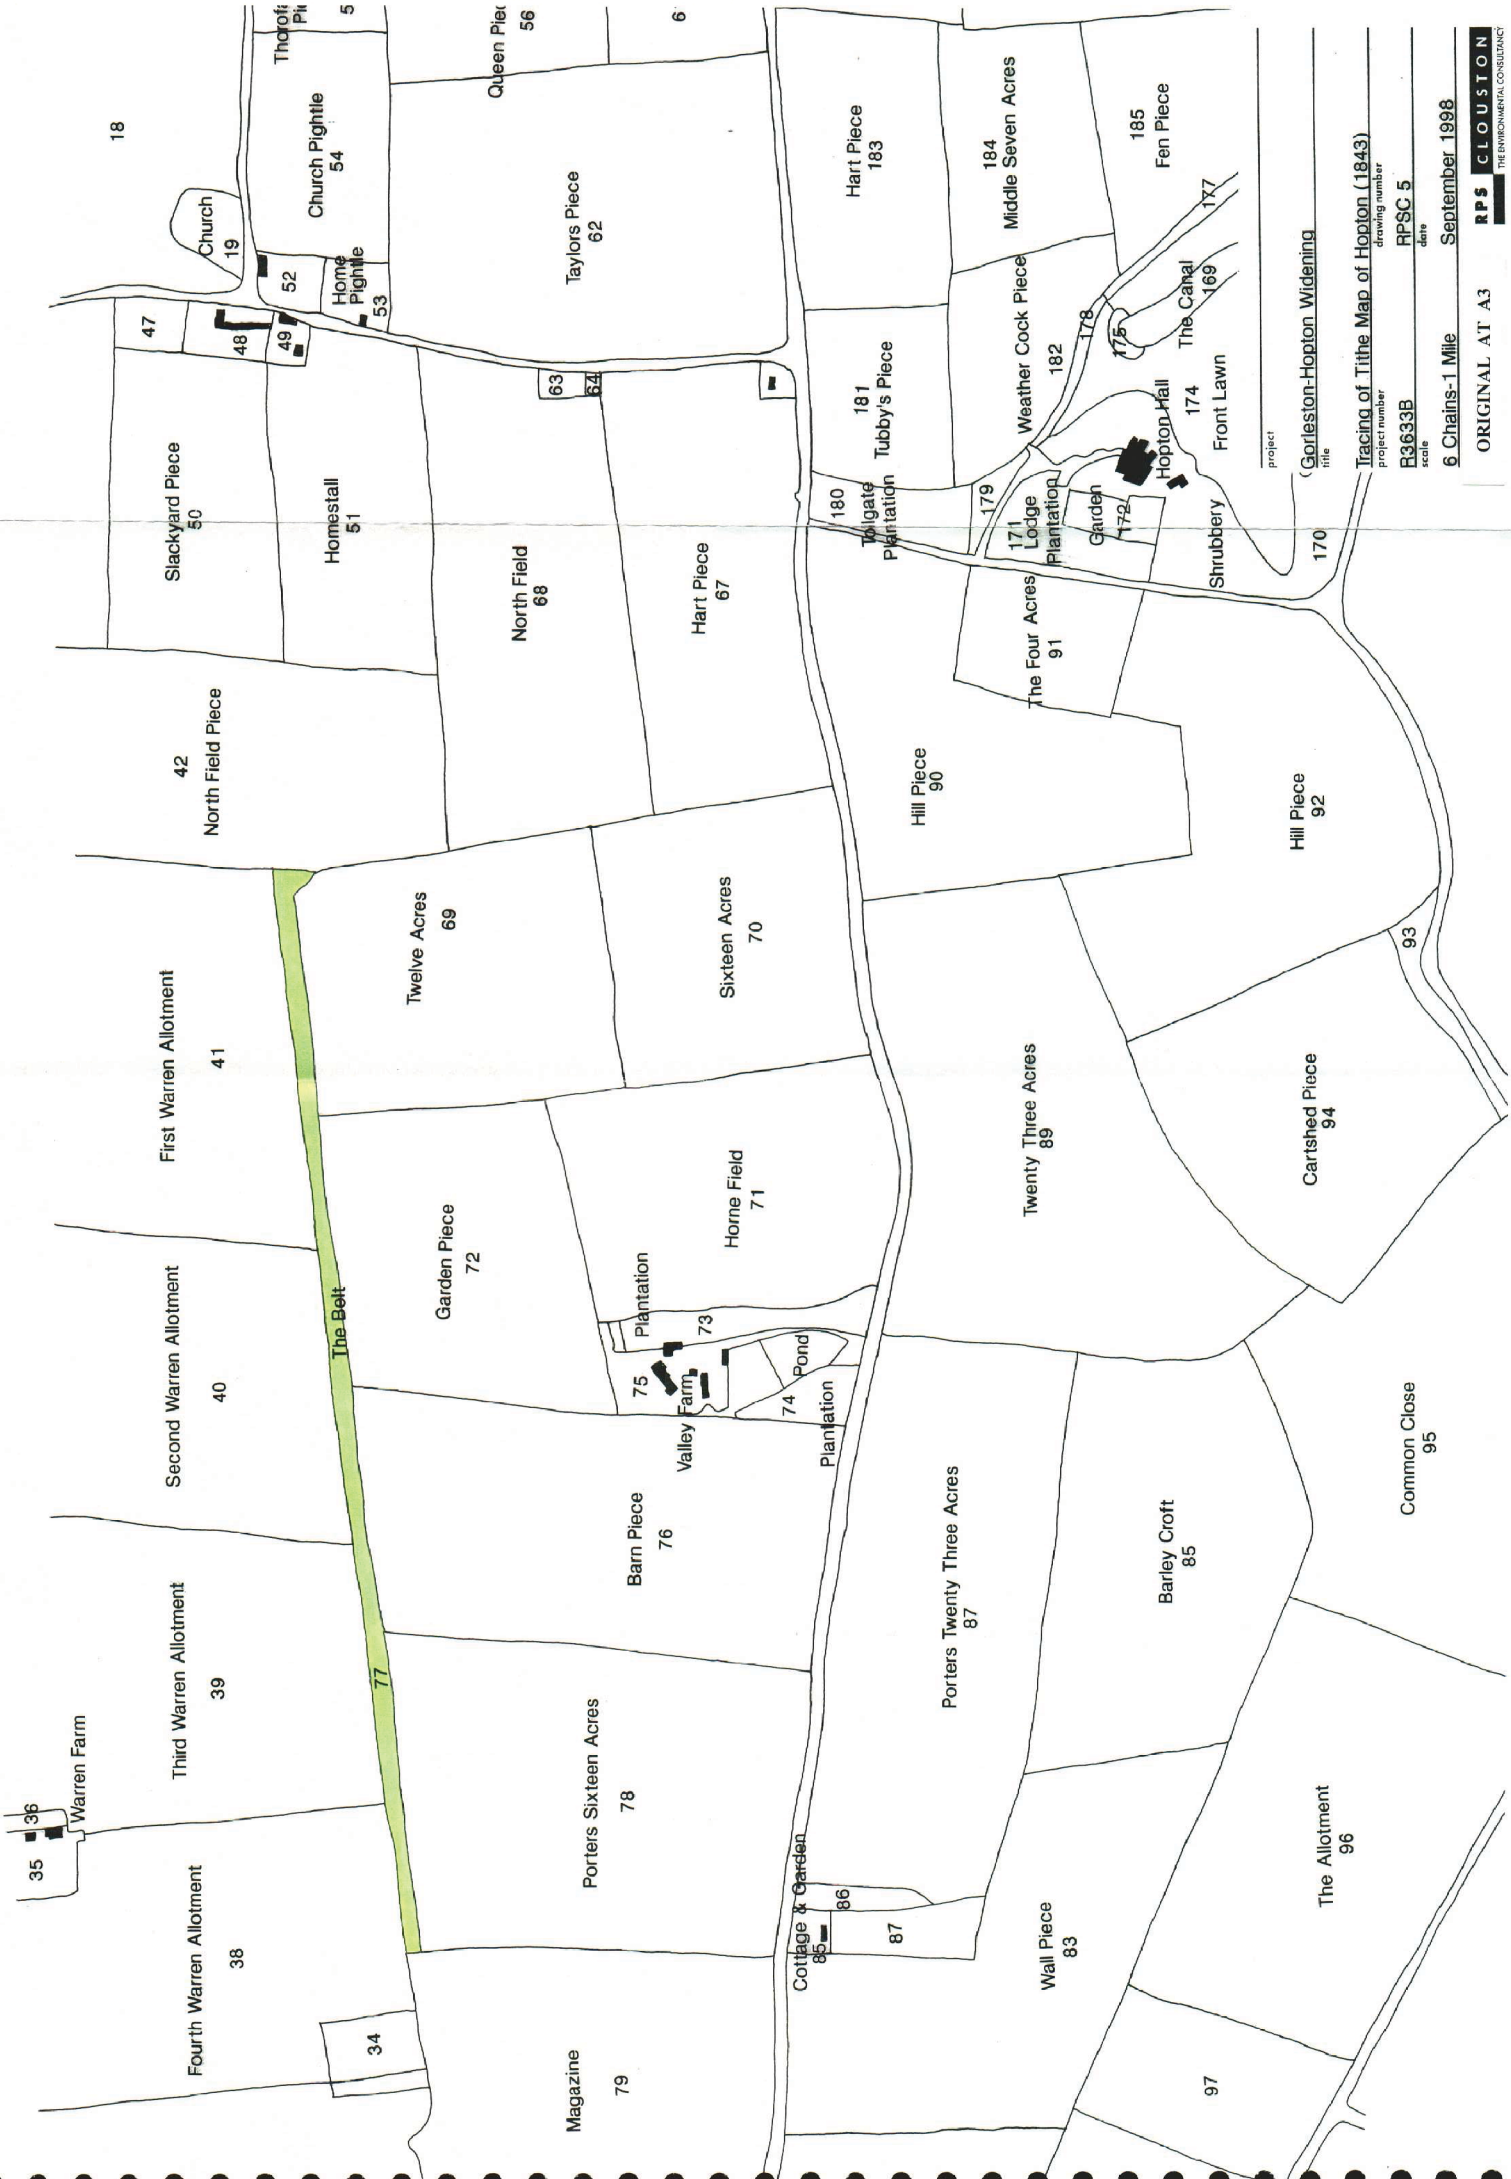 35
36
Warren Farm
Fourth Warren Allotment
38
34
Third Warren Allotment
39
Second Warren Allotment
40
First Warren Allotment
41
42
North Field Piece
Slackyard Piece
50
47
48
49
Homestall
51
18
Church
19
52
Home
Pightle
53
Church Pightle
54
5
56
6
Taylors Piece
62
63
64
North Field
68
Hart Piece
67
The Belt
77
Twelve Acres
69
Sixteen Acres
70
Garden Piece
72
Horne Field
71
Plantation
73
75
Valley Farm
Pond
74
Plantation
Barn Piece
76
Porters Sixteen Acres
78
Magazine
79
Cottage & Garden
85
86
87
Wall Piece
83
Porters Twenty Three Acres
87
Barley Croft
85
Twenty Three Acres
89
Hill Piece
90
The Four Acres
91
Hill Piece
92
93
Cartshed Piece
94
Common Close
95
The Allotment
96
97
Hart Piece
183
Middle Seven Acres
184
185
Fen Piece
181
Tubby's Piece
Weather Cock Piece
182
180
Tollgate
Plantation
179
171
Lodge
Plantation
Garden
172
Shrubbery
170
Hopton Hall
174
Front Lawn
The Canal
169
175
178
177
project
Gorleston-Hopton Widening
title
Tracing of Tithe Map of Hopton (1843)
project number
drawing number
R3633B
RPSC 5
scale
date
6 Chains-1 Mile
September 1998
ORIGINAL AT A3
RPS CLOUSTON
THE ENVIRONMENTAL CONSULTANCY